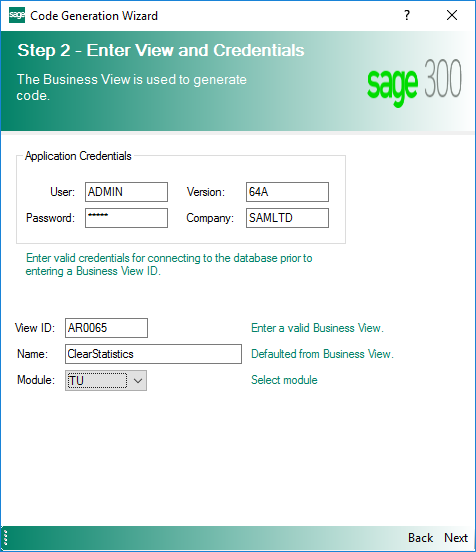 sage Code Generation Wizard ?
Step 2 - Enter View and Credentials
The Business View is used to generate
code.
sage 300
Application Credentials
User: ADMIN Version: 64A
Password: ***** Company: SAMLTD
Enter valid credentials for connecting to the database prior to
entering a Business View ID.
View ID: AR0065 Enter a valid Business View.
Name: ClearStatistics Defaulted from Business View.
Module: TU Select module
Back Next